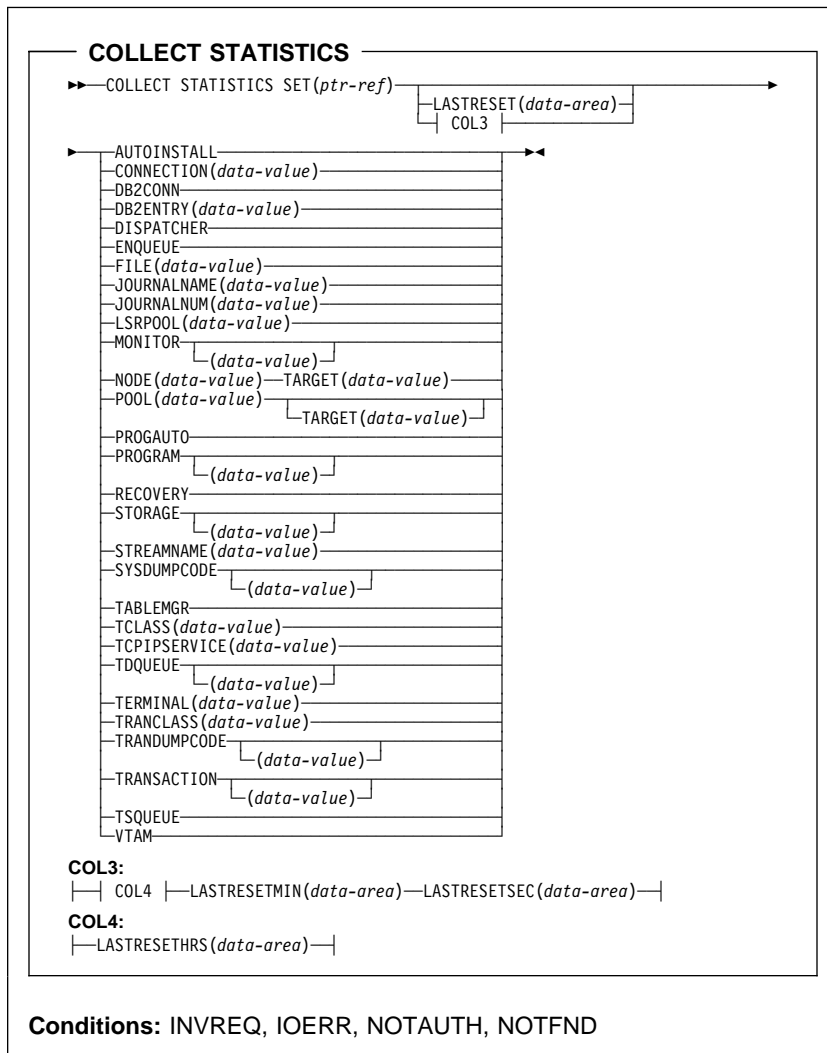 COLLECT STATISTICS
COLLECT STATISTICS SET(ptr-ref)
LASTRESET(data-area)
COL3
AUTOINSTALL
CONNECTION(data-value)
DB2CONN
DB2ENTRY(data-value)
DISPATCHER
ENQUEUE
FILE(data-value)
JOURNALNAME(data-value)
JOURNALNUM(data-value)
LSRPOOL(data-value)
MONITOR
(data-value)
NODE(data-value) TARGET(data-value)
POOL(data-value)
TARGET(data-value)
PROGAUTO
PROGRAM
(data-value)
RECOVERY
STORAGE
(data-value)
STREAMNAME(data-value)
SYSDUMPCODE
(data-value)
TABLEMGR
TCLASS(data-value)
TCPIPSERVICE(data-value)
TDQUEUE
(data-value)
TERMINAL(data-value)
TRANCLASS(data-value)
TRANDUMPCODE
(data-value)
TRANSACTION
(data-value)
TSQUEUE
VTAM
COL3:
COL4 LASTRESETMIN(data-area) LASTRESETSEC(data-area)
COL4:
LASTRESETHRS(data-area)
Conditions: INVREQ, IOERR, NOTAUTH, NOTFND